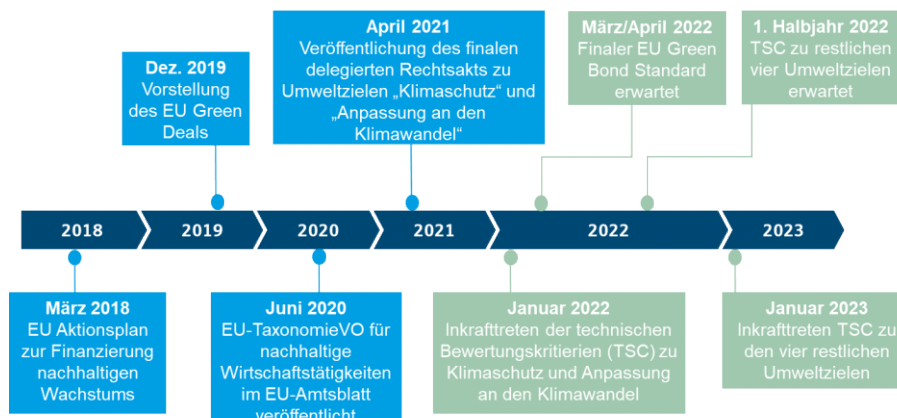 Dez. 2019
Vorstellung
des EU Green
Deals
April 2021
Veröffentlichung des finalen
delegierten Rechtsakts zu
Umweltzielen „Klimaschutz“ und
„Anpassung an den
Klimawandel“
März/April 2022
Finaler EU Green
Bond Standard
erwartet
1. Halbjahr 2022
TSC zu restlichen
vier Umweltzielen
erwartet
2018
2019
2020
2021
2022
2023
März 2018
EU Aktionsplan
zur Finanzierung
nachhaltigen
Wachstums
Juni 2020
EU-TaxonomieVO für
nachhaltige
Wirtschaftstätigkeiten
im EU-Amtsblatt
veröffentlicht
Januar 2022
Inkrafttreten der technischen
Bewertungskritierien (TSC) zu
Klimaschutz und Anpassung
an den Klimawandel
Januar 2023
Inkrafttreten TSC zu
den vier restlichen
Umweltzielen